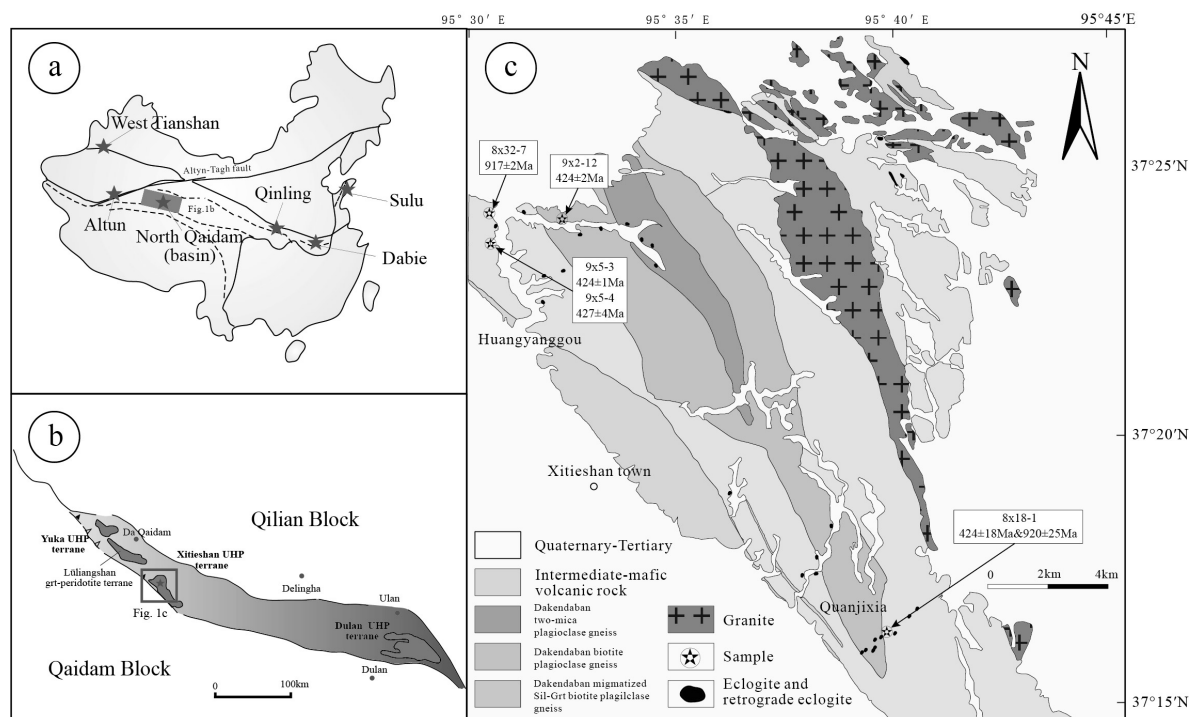 a
West Tianshan
Altyn-Tagh fault
Fig.1b
Qinling
Altun
Sulu
North Qaidam
(basin)
Dabie
b
Qilian Block
Da Qaidam
Yuka UHP
terrane
Xitieshan UHP
terrane
Lüliangshan
grt-peridotite terrane
Delingha
Ulan
Fig. 1c
Dulan UHP
terrane
Qaidam Block
Dulan
0 100km
95°30′E 95°35′E 95°40′E 95°45′E
c
N
8x32-7
917±2Ma
9x2-12
424±2Ma
37°25′N
9x5-3
424±1Ma
9x5-4
427±4Ma
Huangyanggou
37°20′N
Xitieshan town
8x18-1
424±18Ma&920±25Ma
0 2km 4km
Quanjixia
37°15′N
Quaternary-Tertiary
Intermediate-mafic
volcanic rock
Dakendaban
two-mica
plagioclase gneiss
Granite
Dakendaban biotite
plagioclase gneiss
Sample
Dakendaban migmatized
Sil-Grt biotite plagilclase
gneiss
Eclogite and
retrograde eclogite